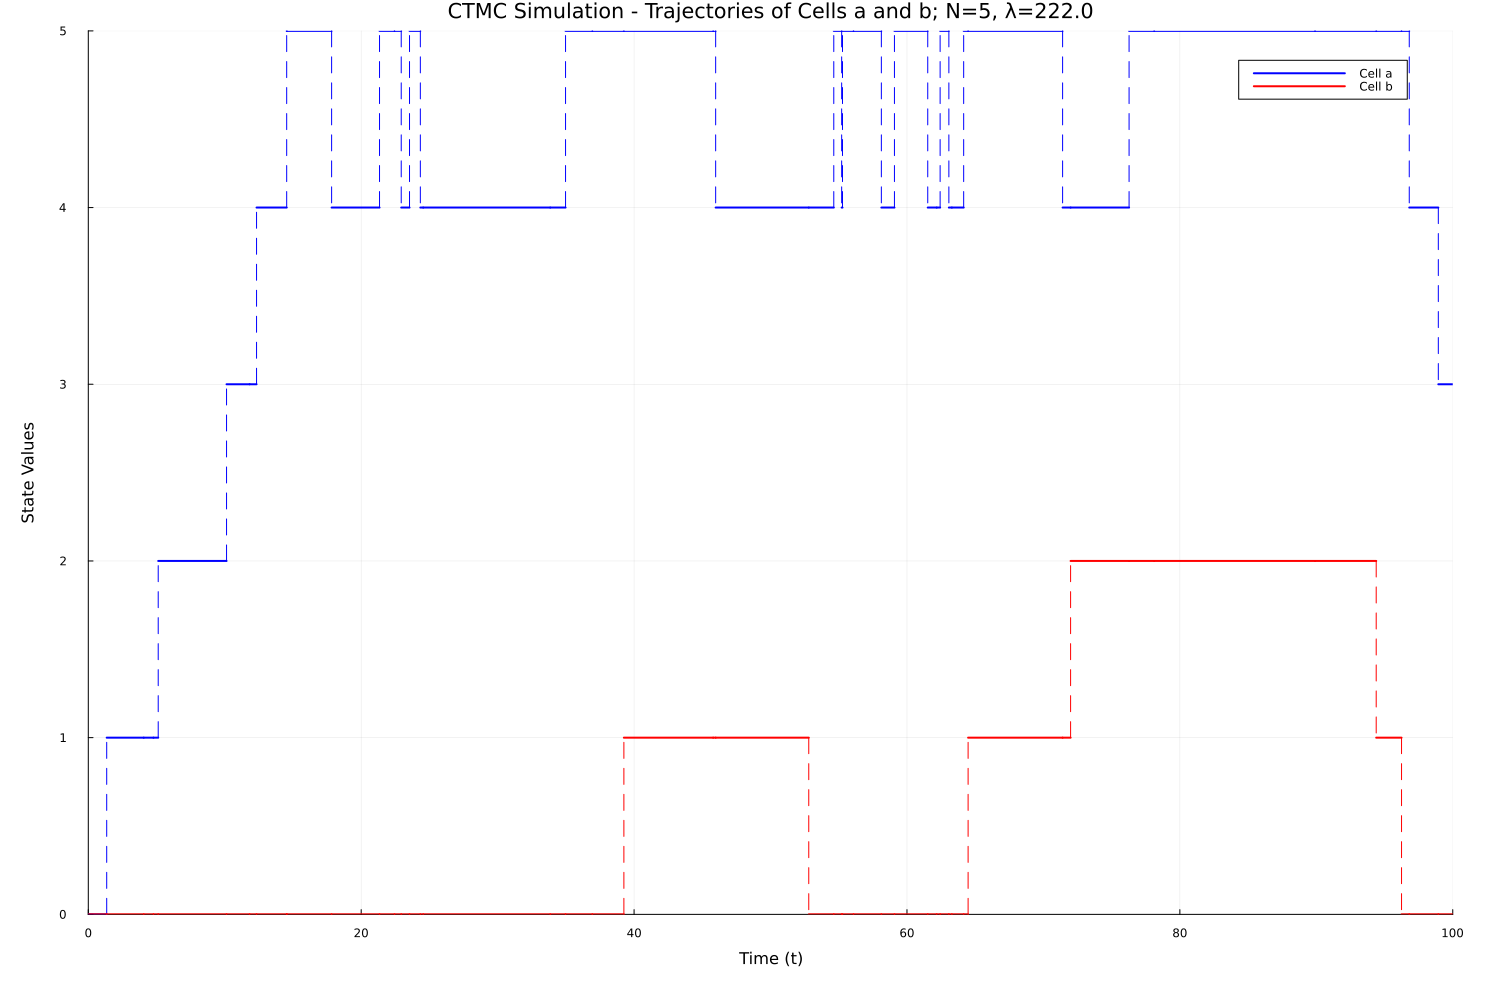 CTMC Simulation - Trajectories of Cells a and b; N=5, λ=222.0
5
Cell a
Cell b
4
3
State Values
2
1
0
0 20 40 60 80 100
Time (t)